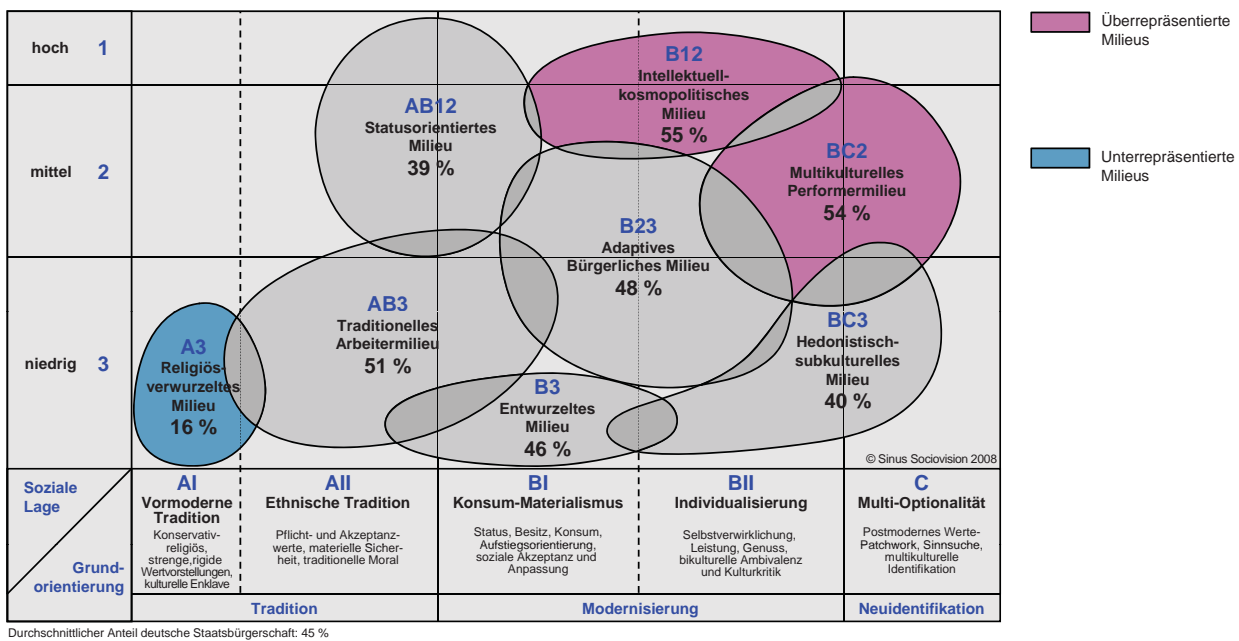 hoch 1
mittel 2
niedrig 3
B12
Intellektuell-
kosmopolitisches
Milieu
55 %
AB12
Statusorientiertes
Milieu
39 %
BC2
Multikulturelles
Performermilieu
54 %
B23
Adaptives
Bürgerliches Milieu
48 %
AB3
Traditionelles
Arbeitermilieu
51 %
A3
Religiös-
verwurzeltes
Milieu
16 %
BC3
Hedonistisch-
subkulturelles
Milieu
40 %
B3
Entwurzeltes
Milieu
46 %
© Sinus Sociovision 2008
Überrepräsentierte
Milieus
Unterrepräsentierte
Milieus
Soziale
Lage
Grund-
orientierung
AI
Vormoderne
Tradition
Konservativ-
religiös,
strenge,rigide
Wertvorstellungen,
kulturelle Enklave
AII
Ethnische Tradition
Pflicht- und Akzeptanz-
werte, materielle Sicher-
heit, traditionelle Moral
BI
Konsum-Materialismus
Status, Besitz, Konsum,
Aufstiegsorientierung,
soziale Akzeptanz und
Anpassung
BII
Individualisierung
Selbstverwirklichung,
Leistung, Genuss,
bikulturelle Ambivalenz
und Kulturkritik
C
Multi-Optionalität
Postmodernes Werte-
Patchwork, Sinnsuche,
multikulturelle
Identifikation
Tradition
Modernisierung
Neuidentifikation
Durchschnittlicher Anteil deutsche Staatsbürgerschaft: 45 %